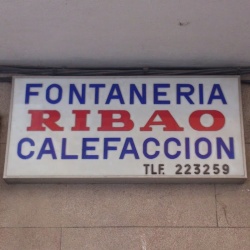 FONTANERIA
RIBAO
CALEFACCION
TLF. 223259